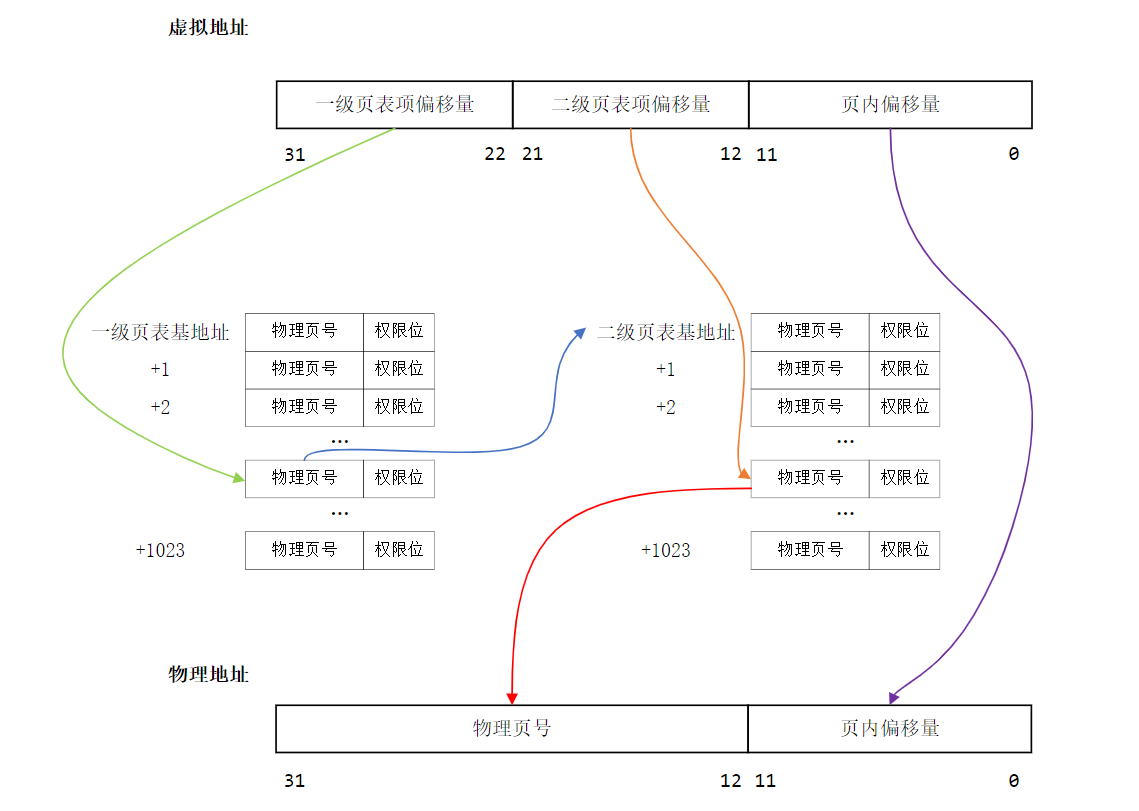 虚拟地址
一级页表项偏移量 二级页表项偏移量 页内偏移量
31 22 21 12 11 0
一级页表基地址 物理页号 权限位 二级页表基地址 物理页号 权限位
+1 物理页号 权限位 +1 物理页号 权限位
+2 物理页号 权限位 +2 物理页号 权限位
... ...
物理页号 权限位 物理页号 权限位
... ...
+1023 物理页号 权限位 +1023 物理页号 权限位
物理地址
物理页号 页内偏移量
31 12 11 0